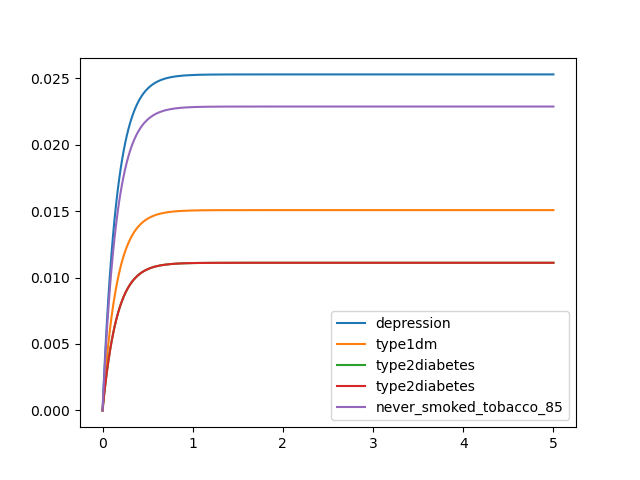 0.025
0.020
0.015
0.010
0.005
0.000
0 1 2 3 4 5
depression
type1dm
type2diabetes
type2diabetes
never_smoked_tobacco_85